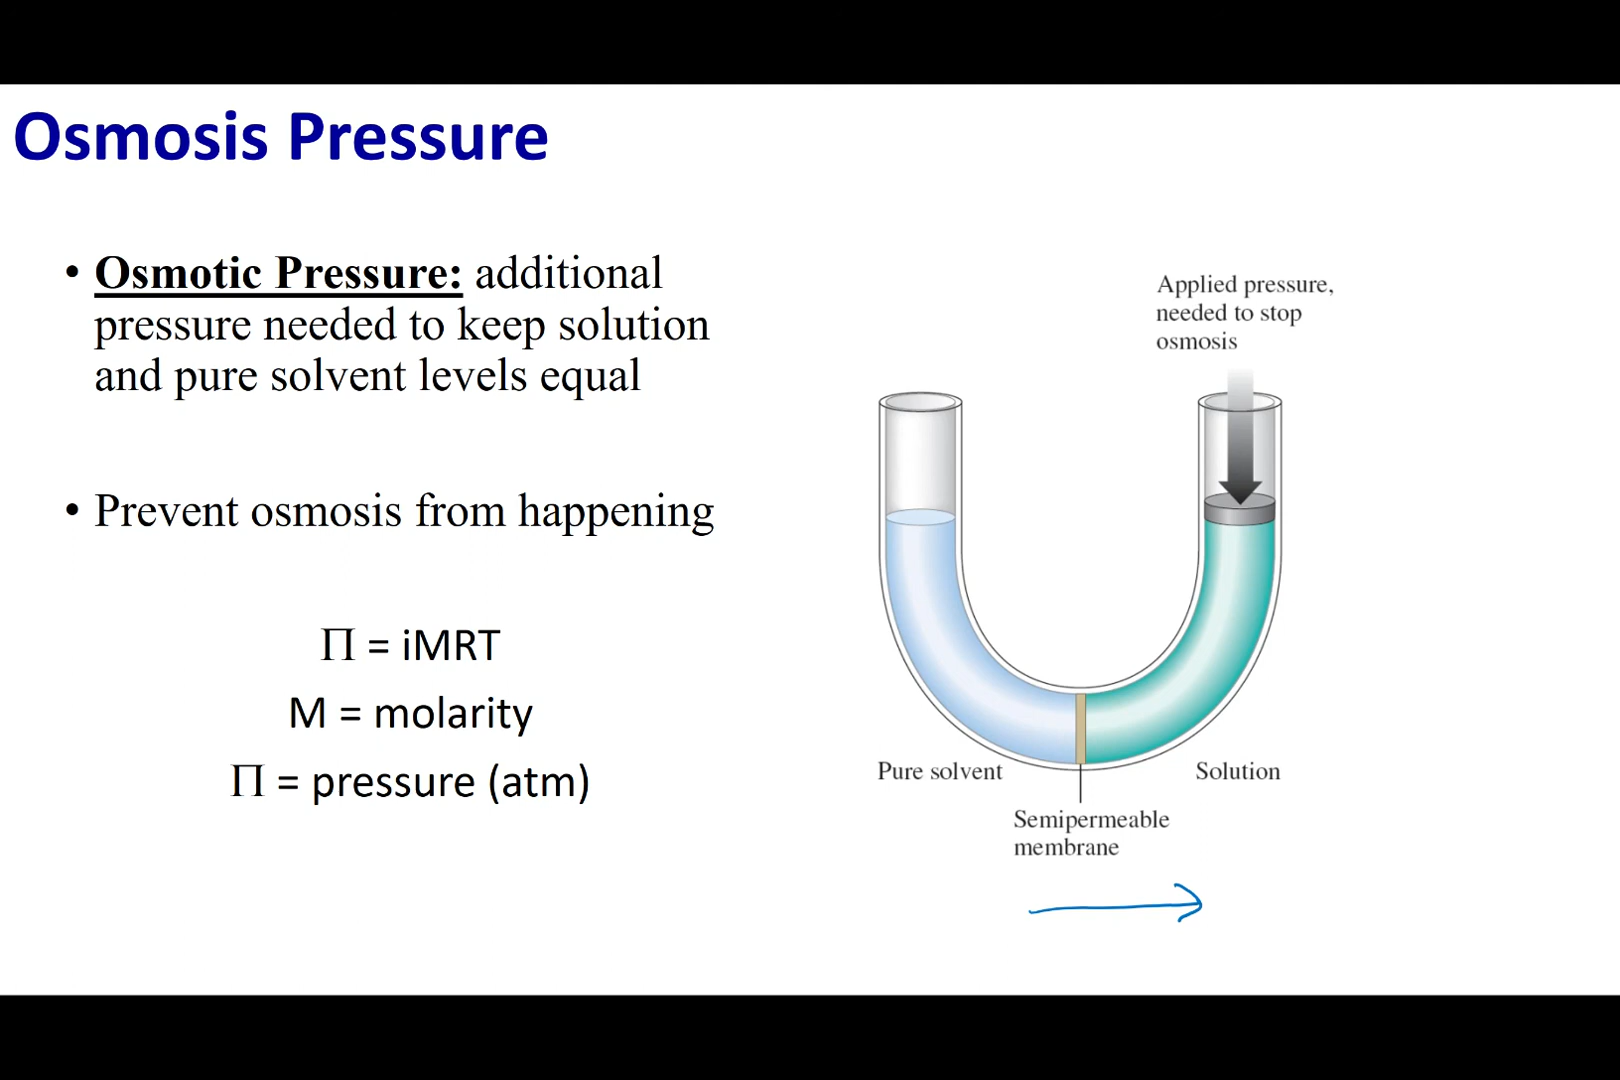 Osmosis Pressure
• Osmotic Pressure: additional
pressure needed to keep solution
and pure solvent levels equal
• Prevent osmosis from happening
Π = iMRT
M = molarity
Π = pressure (atm)
Applied pressure,
needed to stop
osmosis
Pure solvent
Solution
Semipermeable
membrane